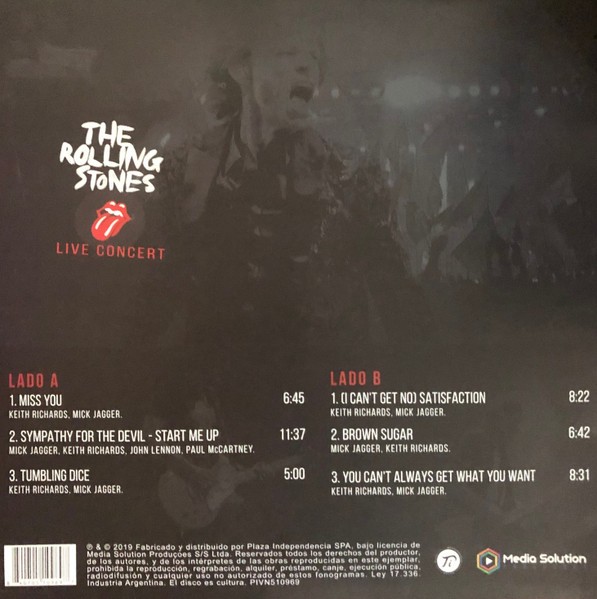 THE
ROLLING
STONES
LIVE CONCERT
LADO A
1. MISS YOU 6:45
KEITH RICHARDS, MICK JAGGER.
2. SYMPATHY FOR THE DEVIL - START ME UP 11:37
MICK JAGGER, KEITH RICHARDS, JOHN LENNON, PAUL McCARTNEY.
3. TUMBLING DICE 5:00
KEITH RICHARDS, MICK JAGGER.
LADO B
1. (I CAN'T GET NO) SATISFACTION 8:22
KEITH RICHARDS, MICK JAGGER.
2. BROWN SUGAR 6:42
MICK JAGGER, KEITH RICHARDS.
3. YOU CAN'T ALWAYS GET WHAT YOU WANT 8:31
KEITH RICHARDS, MICK JAGGER.
℗ & © 2019 Fabricado y distribuido por Plaza Independencia SPA, bajo licencia de
Media Solution Produçoes S/S Ltda. Reservados todos los derechos del productor,
de los autores, y de los intérpretes de las obras reproducidas en este ejemplar,
prohibida la reproducción, regrabación, alquiler, préstamo, canje, ejecución pública,
radiodifusión y cualquier uso no autorizado de estos fonogramas. Ley 17.336.
Industria Argentina. El disco es cultura. PIVN510969
Media Solution